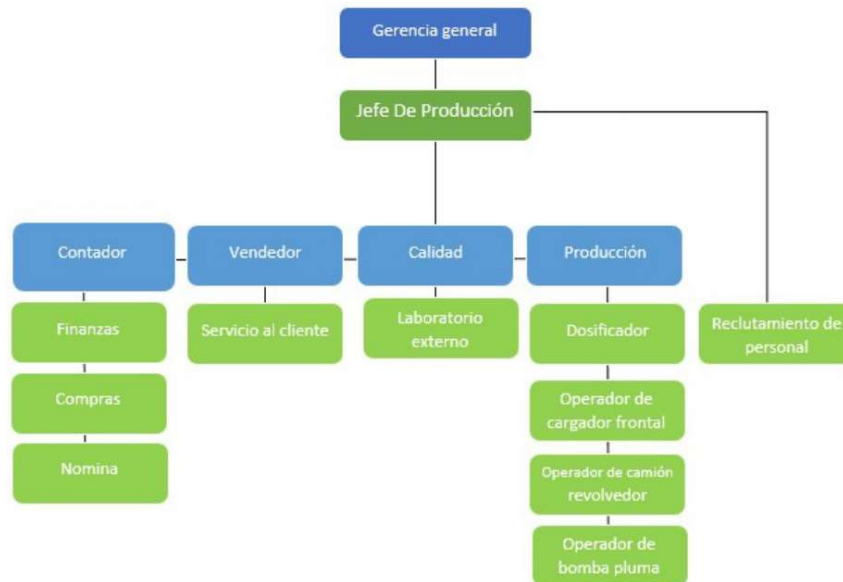 Gerencia general
Jefe De Producción
Contador
Vendedor
Calidad
Producción
Finanzas
Servicio al cliente
Laboratorio
externo
Dosificador
Reclutamiento de
personal
Compras
Operador de
cargador frontal
Nomina
Operador de camión
revolvedor
Operador de
bomba pluma